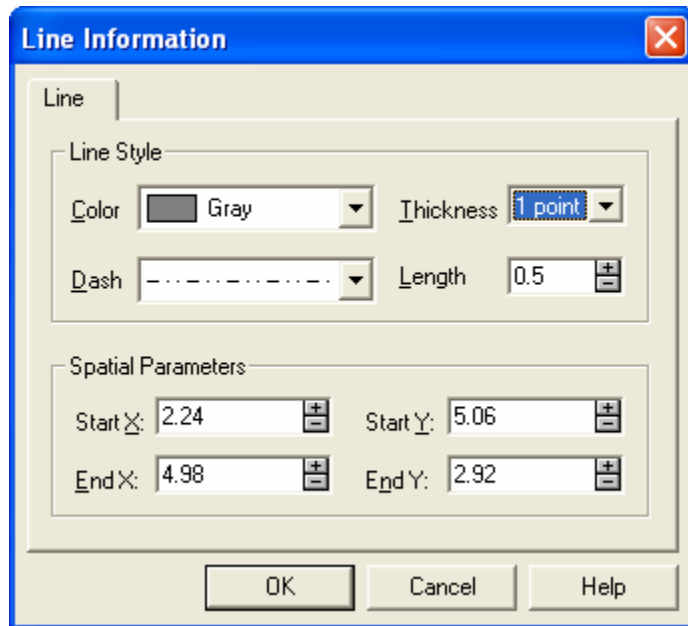 Line Information
Line
Line Style
Color Gray Thickness 1 point
Dash Length 0.5
Spatial Parameters
Start X: 2.24 Start Y: 5.06
End X: 4.98 End Y: 2.92
OK Cancel Help